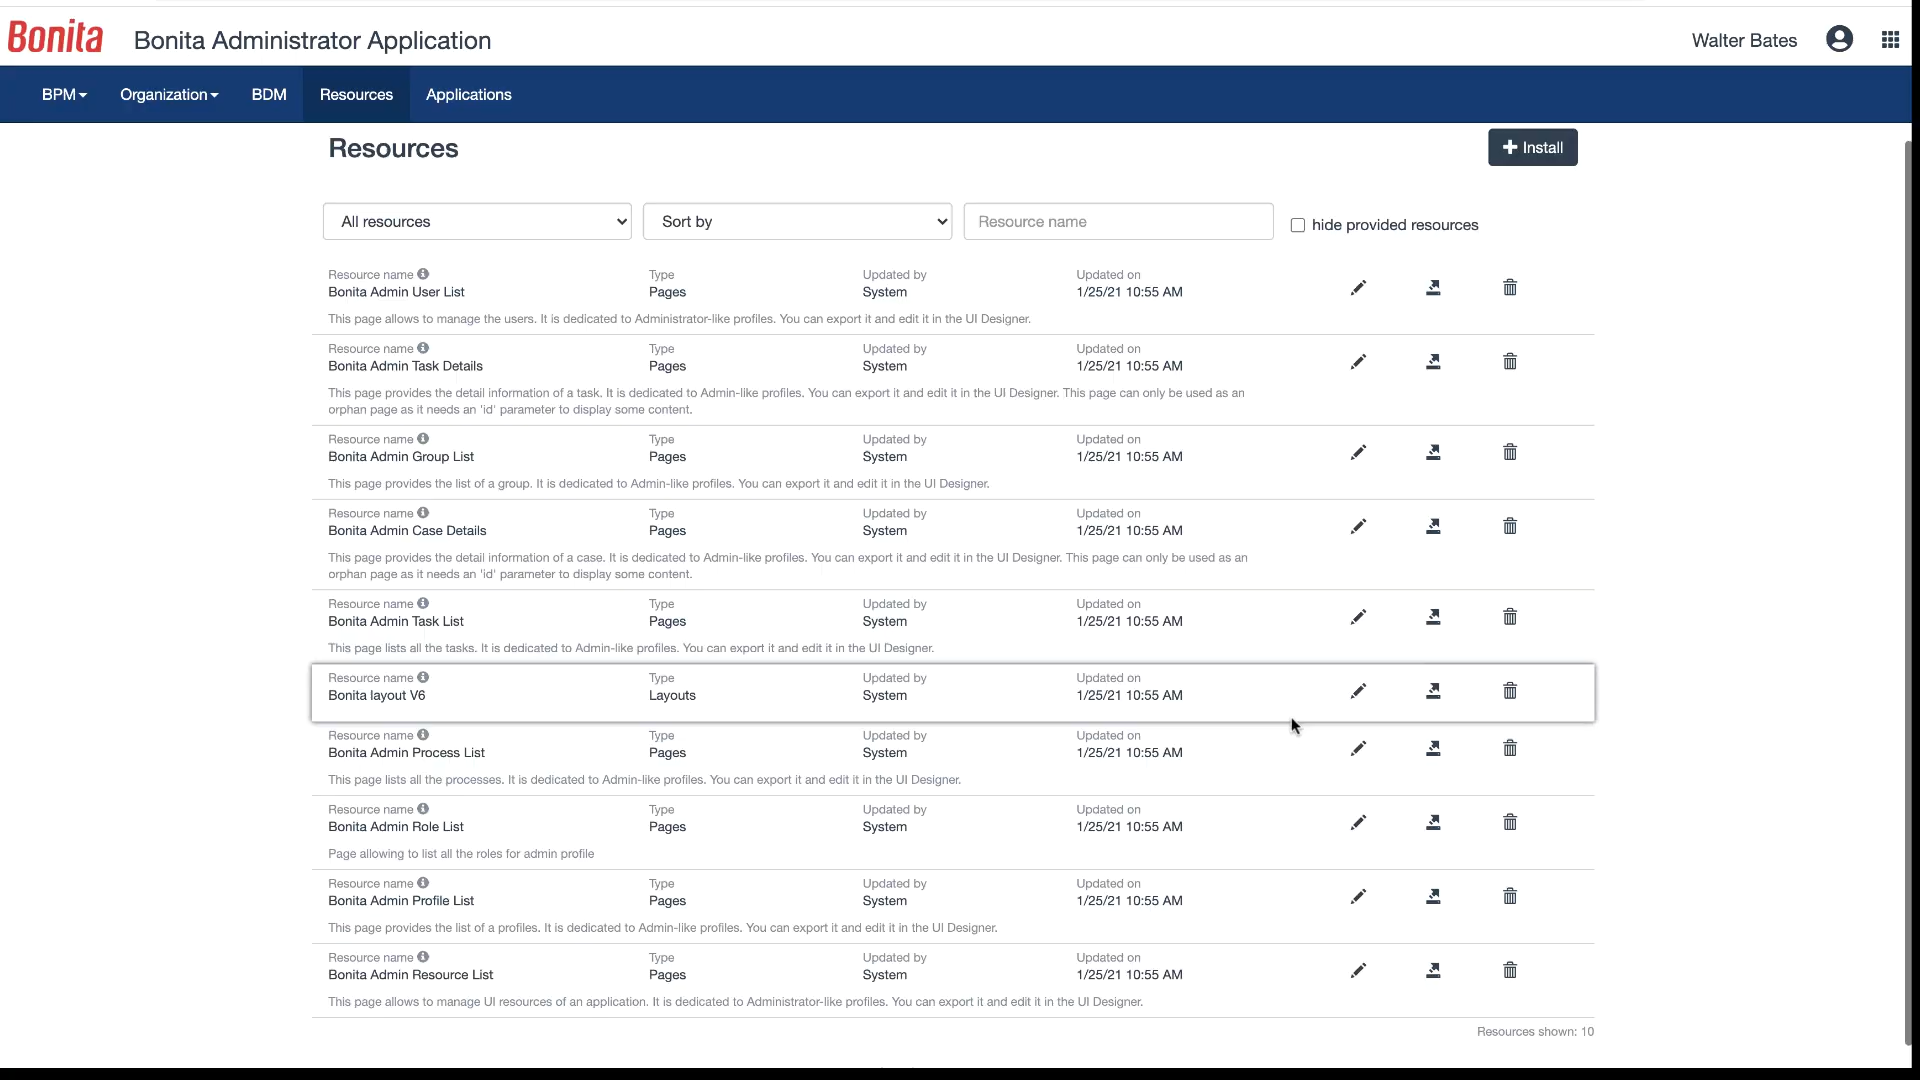 Bonita
Bonita Administrator Application
Walter Bates
BPM
Organization
BDM
Resources
Applications
Resources
Install
All resources
Sort by
Resource name
hide provided resources
Resource name Type Updated by Updated on
Bonita Admin User List Pages System 1/25/21 10:55 AM
This page allows to manage the users. It is dedicated to Administrator-like profiles. You can export it and edit it in the UI Designer.
Resource name Type Updated by Updated on
Bonita Admin Task Details Pages System 1/25/21 10:55 AM
This page provides the detail information of a task. It is dedicated to Admin-like profiles. You can export it and edit it in the UI Designer. This page can only be used as an
orphan page as it needs an 'id' parameter to display some content.
Resource name Type Updated by Updated on
Bonita Admin Group List Pages System 1/25/21 10:55 AM
This page provides the list of a group. It is dedicated to Admin-like profiles. You can export it and edit it in the UI Designer.
Resource name Type Updated by Updated on
Bonita Admin Case Details Pages System 1/25/21 10:55 AM
This page provides the detail information of a case. It is dedicated to Admin-like profiles. You can export it and edit it in the UI Designer. This page can only be used as an
orphan page as it needs an 'id' parameter to display some content.
Resource name Type Updated by Updated on
Bonita Admin Task List Pages System 1/25/21 10:55 AM
This page lists all the tasks. It is dedicated to Admin-like profiles. You can export it and edit it in the UI Designer.
Resource name Type Updated by Updated on
Bonita layout V6 Layouts System 1/25/21 10:55 AM
Resource name Type Updated by Updated on
Bonita Admin Process List Pages System 1/25/21 10:55 AM
This page lists all the processes. It is dedicated to Admin-like profiles. You can export it and edit it in the UI Designer.
Resource name Type Updated by Updated on
Bonita Admin Role List Pages System 1/25/21 10:55 AM
Page allowing to list all the roles for admin profile
Resource name Type Updated by Updated on
Bonita Admin Profile List Pages System 1/25/21 10:55 AM
This page provides the list of a profiles. It is dedicated to Admin-like profiles. You can export it and edit it in the UI Designer.
Resource name Type Updated by Updated on
Bonita Admin Resource List Pages System 1/25/21 10:55 AM
This page allows to manage UI resources of an application. It is dedicated to Administrator-like profiles. You can export it and edit it in the UI Designer.
Resources shown: 10